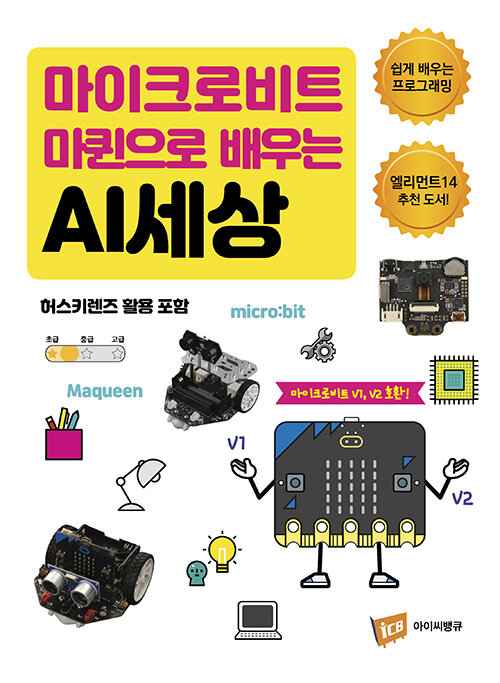 마이크로비트
마퀸으로 배우는
AI세상
쉽게 배우는
프로그래밍
엘리먼트14
추천 도서!
허스키렌즈 활용 포함
micro:bit
초급 중급 고급
Maqueen
마이크로비트 V1, V2 호환!
V1
V2
iCB 아이씨뱅큐